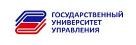 ГОСУДАРСТВЕННЫЙ
УНИВЕРСИТЕТ
УПРАВЛЕНИЯ